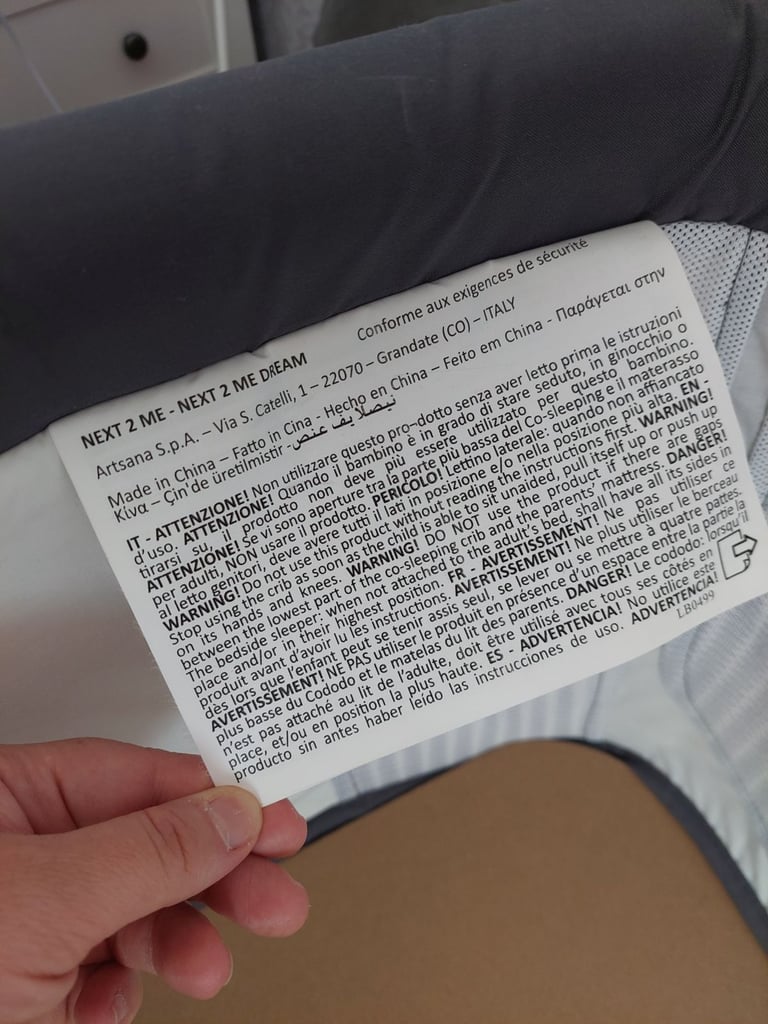 NEXT 2 ME - NEXT 2 ME DREAM
Conforme aux exigences de sécurité
Artsana S.p.A. – Via S. Catelli, 1 – 22070 – Grandate (CO) – ITALY
Made in China – Fatto in Cina - Hecho en China – Feito em China - Παράγεται στην
Κίνα – Çin'de üretilmistir - نيصلا يف عنص
IT - ATTENZIONE! Non utilizzare questo pro-dotto senza aver letto prima le istruzioni
d'uso. ATTENZIONE! Quando il bambino è in grado di stare seduto, in ginocchio o
tirarsi su, il prodotto non deve più essere utilizzato per questo bambino.
ATTENZIONE! Se vi sono aperture tra la parte più bassa del Co-sleeping e il materasso
per adulti, NON usare il prodotto. PERICOLO! Lettino laterale: quando non affiancato
al letto genitori, deve avere tutti i lati in posizione e/o nella posizione più alta. EN -
WARNING! Do not use this product without reading the instructions first. WARNING!
Stop using the crib as soon as the child is able to sit unaided, pull itself up or push up
on its hands and knees. WARNING! DO NOT use the product if there are gaps
between the lowest part of the co-sleeping crib and the parents' mattress. DANGER!
The bedside sleeper: when not attached to the adult's bed, shall have all its sides in
place and/or in their highest position. FR - AVERTISSEMENT! Ne pas utiliser ce
produit avant d'avoir lu les instructions. AVERTISSEMENT! Ne plus utiliser le berceau
dès lors que l'enfant peut se tenir assis seul, se lever ou se mettre à quatre pattes.
AVERTISSEMENT! NE PAS utiliser le produit en présence d'un espace entre la partie la
plus basse du Cododo et le matelas du lit des parents. DANGER! Le cododo: lorsqu'il
n'est pas attaché au lit de l'adulte, doit être utilisé avec tous ses côtés en
place, et/ou en position la plus haute. ES - ADVERTENCIA! No utilice este
producto sin antes haber leído las instrucciones de uso. ADVERTENCIA!
LB0499